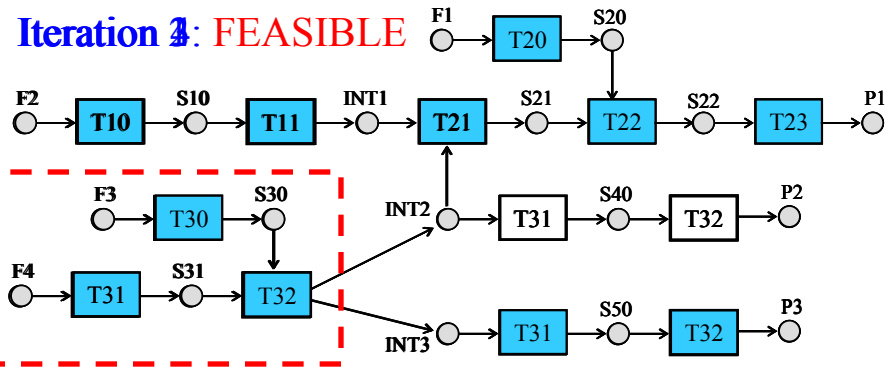 Iteration : FEASIBLE
F1
T20
S20
F2
T10
S10
T11
INT1
T21
S21
T22
S22
T23
P1
F3
T30
S30
INT2
T31
S40
T32
P2
F4
T31
S31
T32
INT3
T31
S50
T32
P3